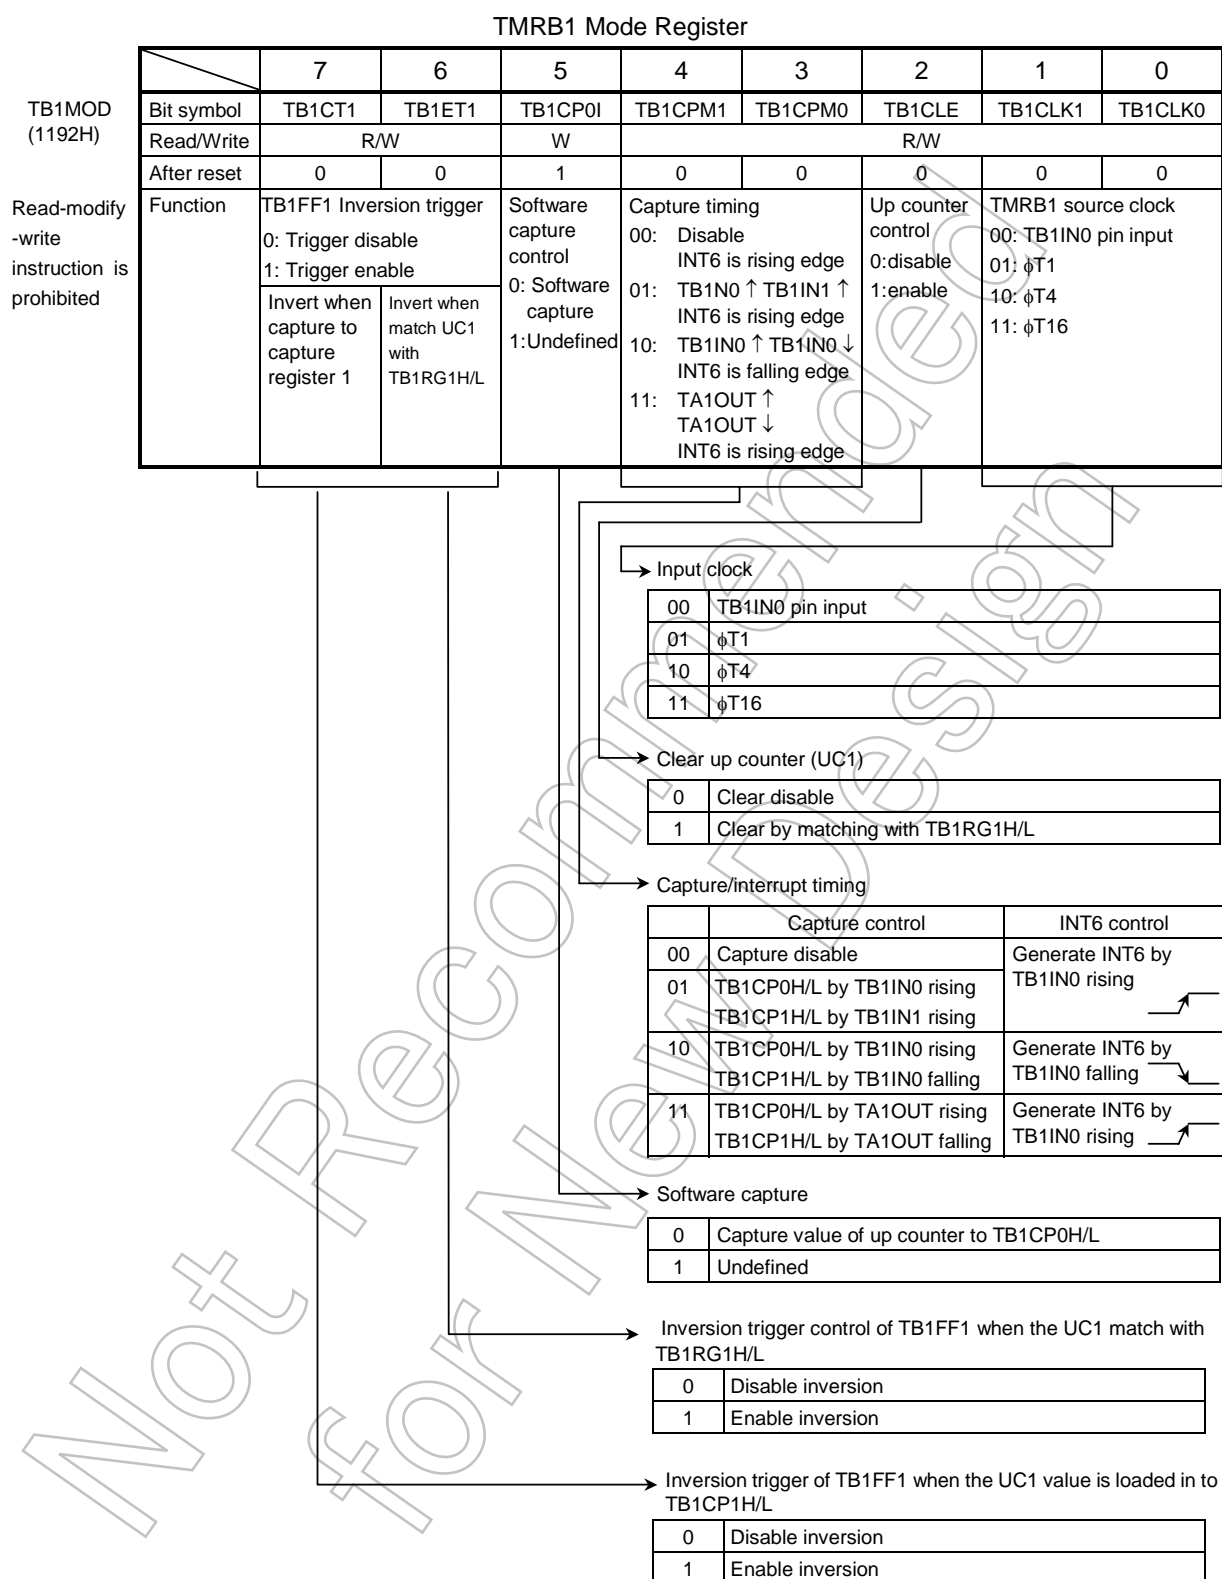 TMRB1 Mode Register
7 6 5 4 3 2 1 0
TB1MOD
(1192H)
Bit symbol TB1CT1 TB1ET1 TB1CP0I TB1CPM1 TB1CPM0 TB1CLE TB1CLK1 TB1CLK0
Read/Write R/W W R/W
After reset 0 0 1 0 0 0 0 0
Read-modify
-write
instruction is
prohibited
Function
TB1FF1 Inversion trigger
0: Trigger disable
1: Trigger enable
Invert when
capture to
capture
register 1
Invert when
match UC1
with
TB1RG1H/L
Software
capture
control
0: Software
capture
1:Undefined
Capture timing
00: Disable
INT6 is rising edge
01: TB1N0 ↑ TB1IN1 ↑
INT6 is rising edge
10: TB1IN0 ↑ TB1IN0 ↓
INT6 is falling edge
11: TA1OUT ↑
TA1OUT ↓
INT6 is rising edge
Up counter
control
0:disable
1:enable
TMRB1 source clock
00: TB1IN0 pin input
01: ϕT1
10: ϕT4
11: ϕT16
Input clock
00 TB1IN0 pin input
01 ϕT1
10 ϕT4
11 ϕT16
Clear up counter (UC1)
0 Clear disable
1 Clear by matching with TB1RG1H/L
Capture/interrupt timing
Capture control INT6 control
00 Capture disable
01 TB1CP0H/L by TB1IN0 rising
TB1CP1H/L by TB1IN1 rising
Generate INT6 by
TB1IN0 rising
10 TB1CP0H/L by TB1IN0 rising
TB1CP1H/L by TB1IN0 falling
Generate INT6 by
TB1IN0 falling
11 TB1CP0H/L by TA1OUT rising
TB1CP1H/L by TA1OUT falling
Generate INT6 by
TB1IN0 rising
Software capture
0 Capture value of up counter to TB1CP0H/L
1 Undefined
Inversion trigger control of TB1FF1 when the UC1 match with
TB1RG1H/L
0 Disable inversion
1 Enable inversion
Inversion trigger of TB1FF1 when the UC1 value is loaded in to
TB1CP1H/L
0 Disable inversion
1 Enable inversion
Not Recommended
for New Design